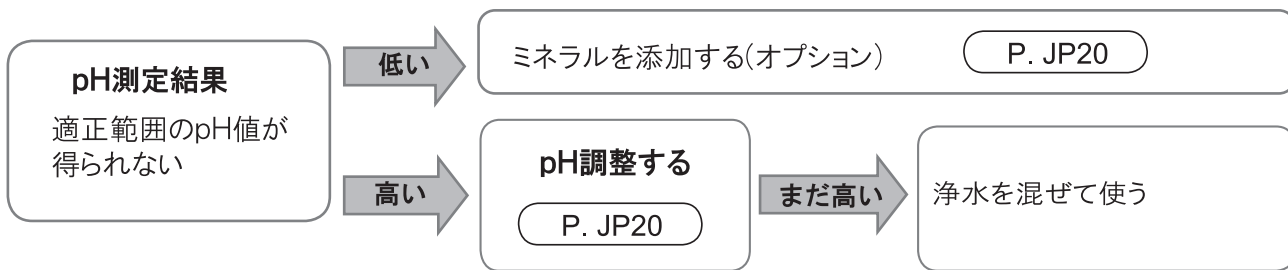 pH測定結果
適正範囲のpH値が
得られない
低い
ミネラルを添加する(オプション)
P. JP20
高い
pH調整する
P. JP20
まだ高い
浄水を混ぜて使う